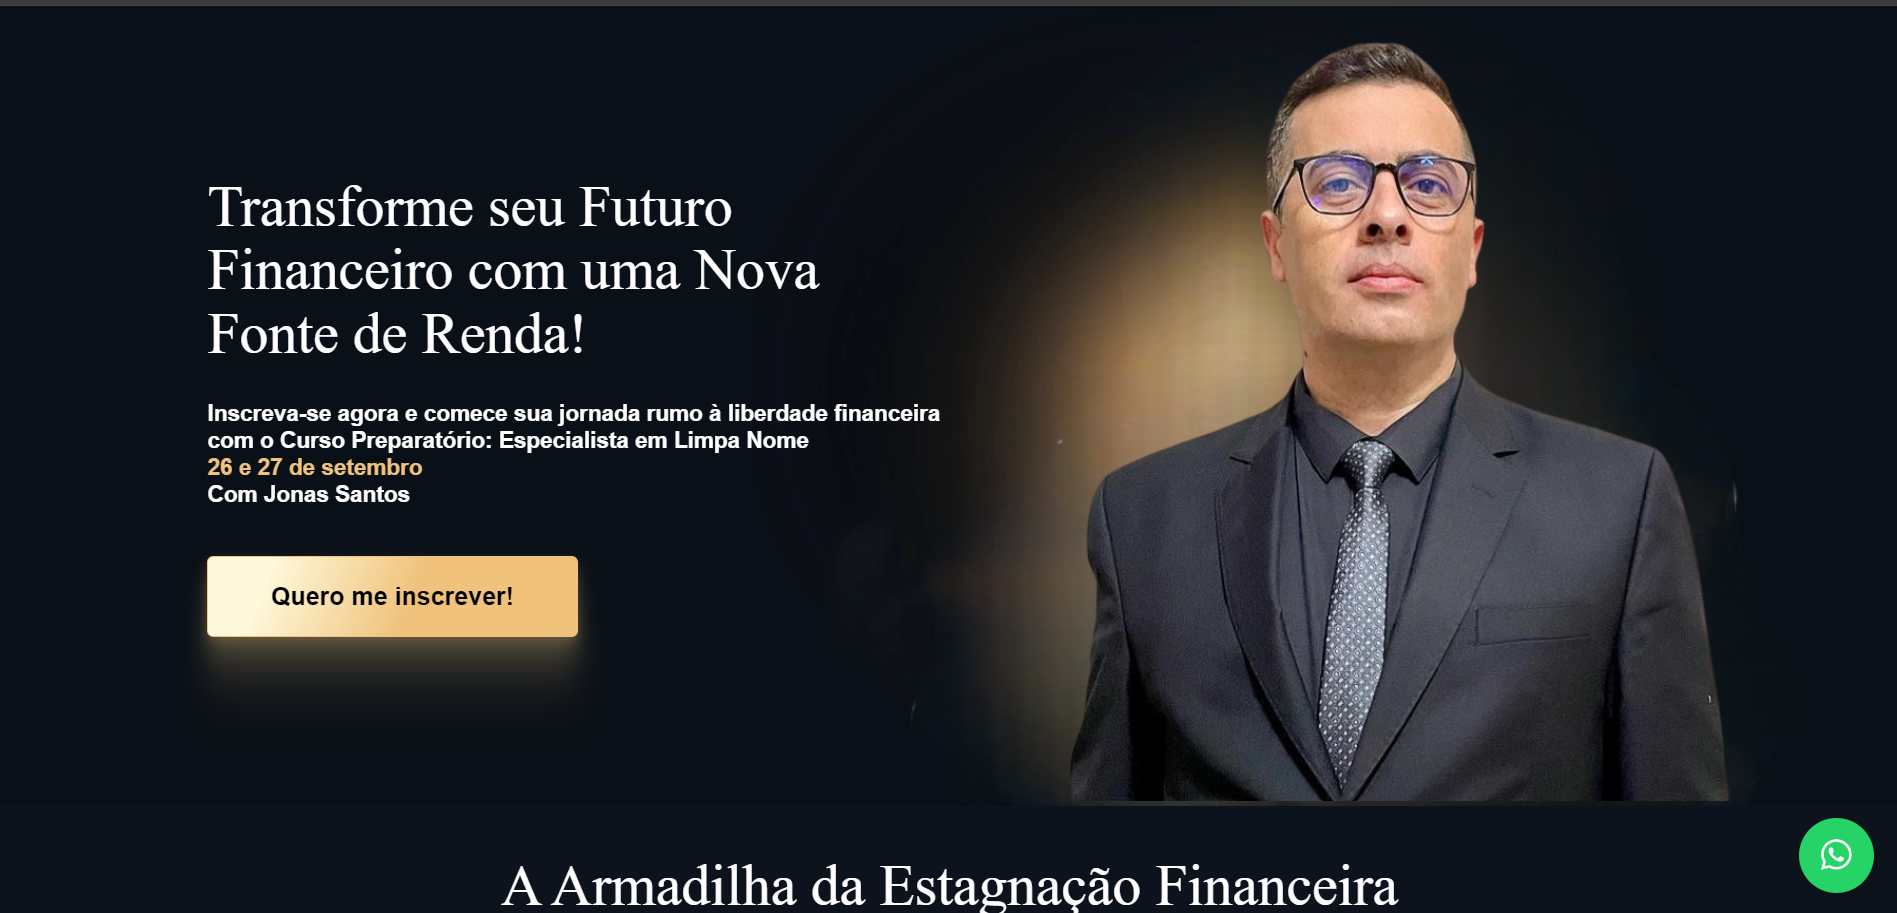 Transforme seu Futuro
Financeiro com uma Nova
Fonte de Renda!
Inscreva-se agora e comece sua jornada rumo à liberdade financeira
com o Curso Preparatório: Especialista em Limpa Nome
26 e 27 de setembro
Com Jonas Santos
Quero me inscrever!
A Armadilha da Estagnação Financeira